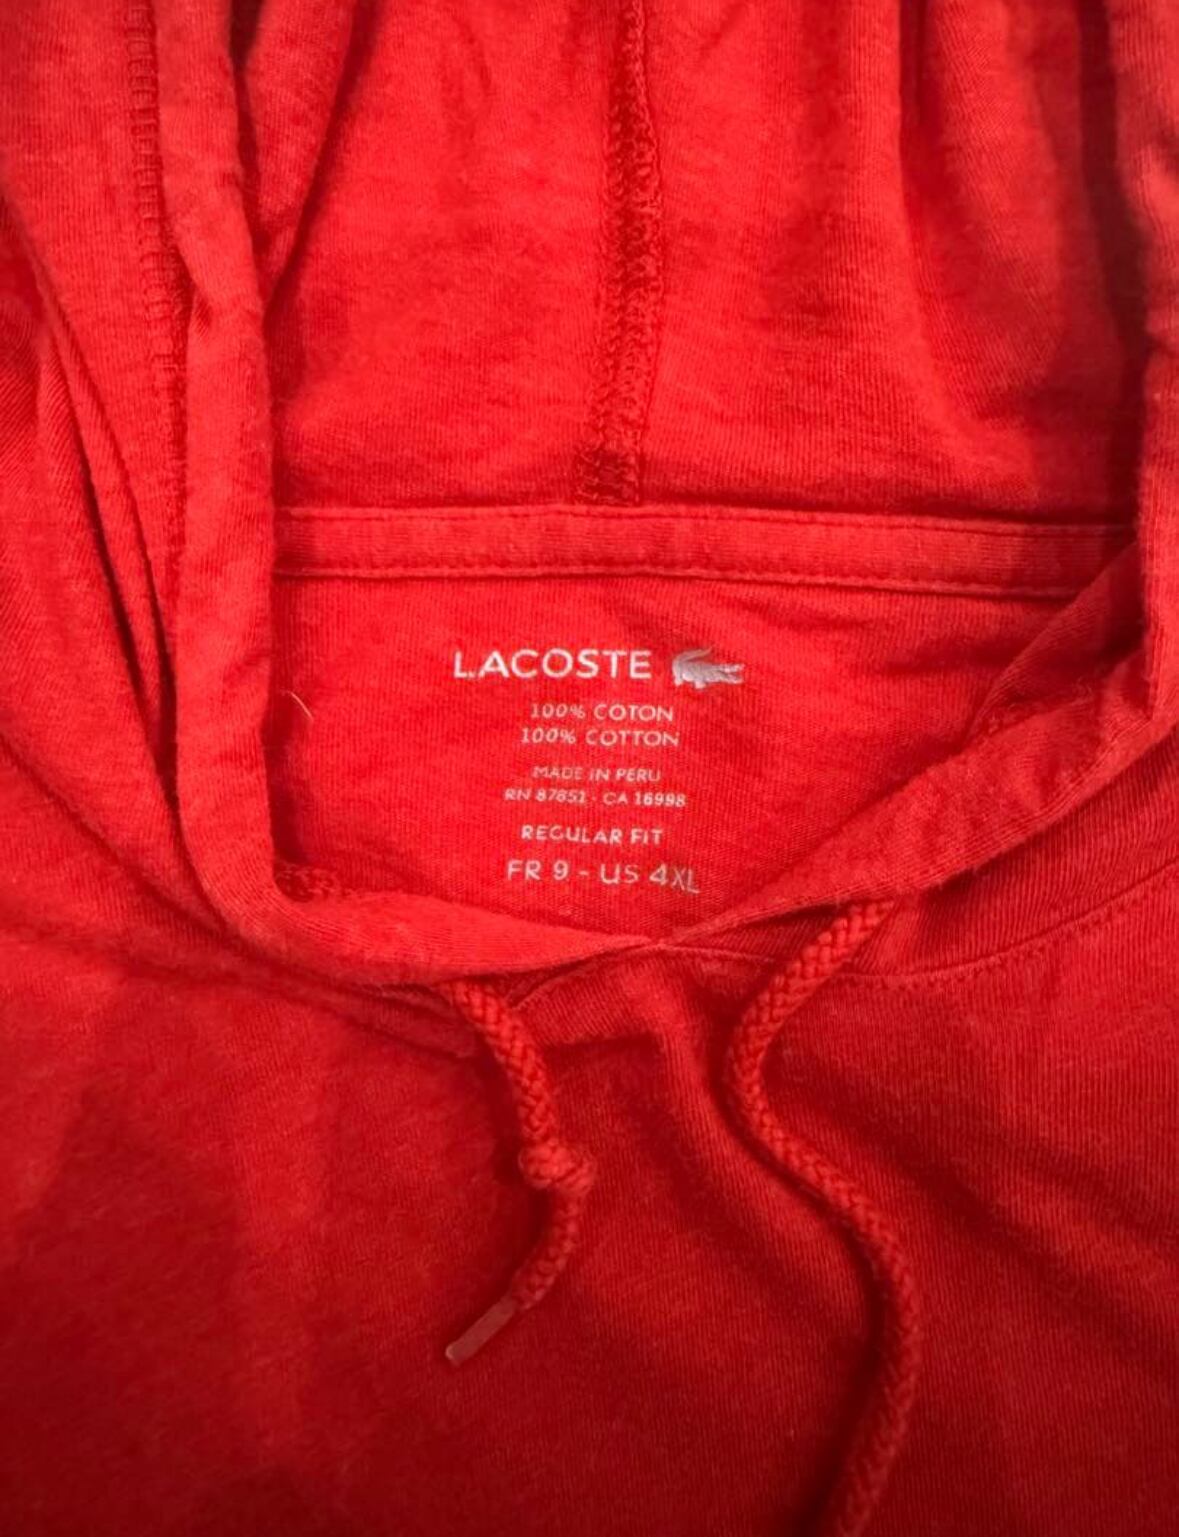 LACOSTE
100% COTON
100% COTTON
MADE IN PERU
RN 87851 - CA 16998
REGULAR FIT
FR 9 - US 4XL